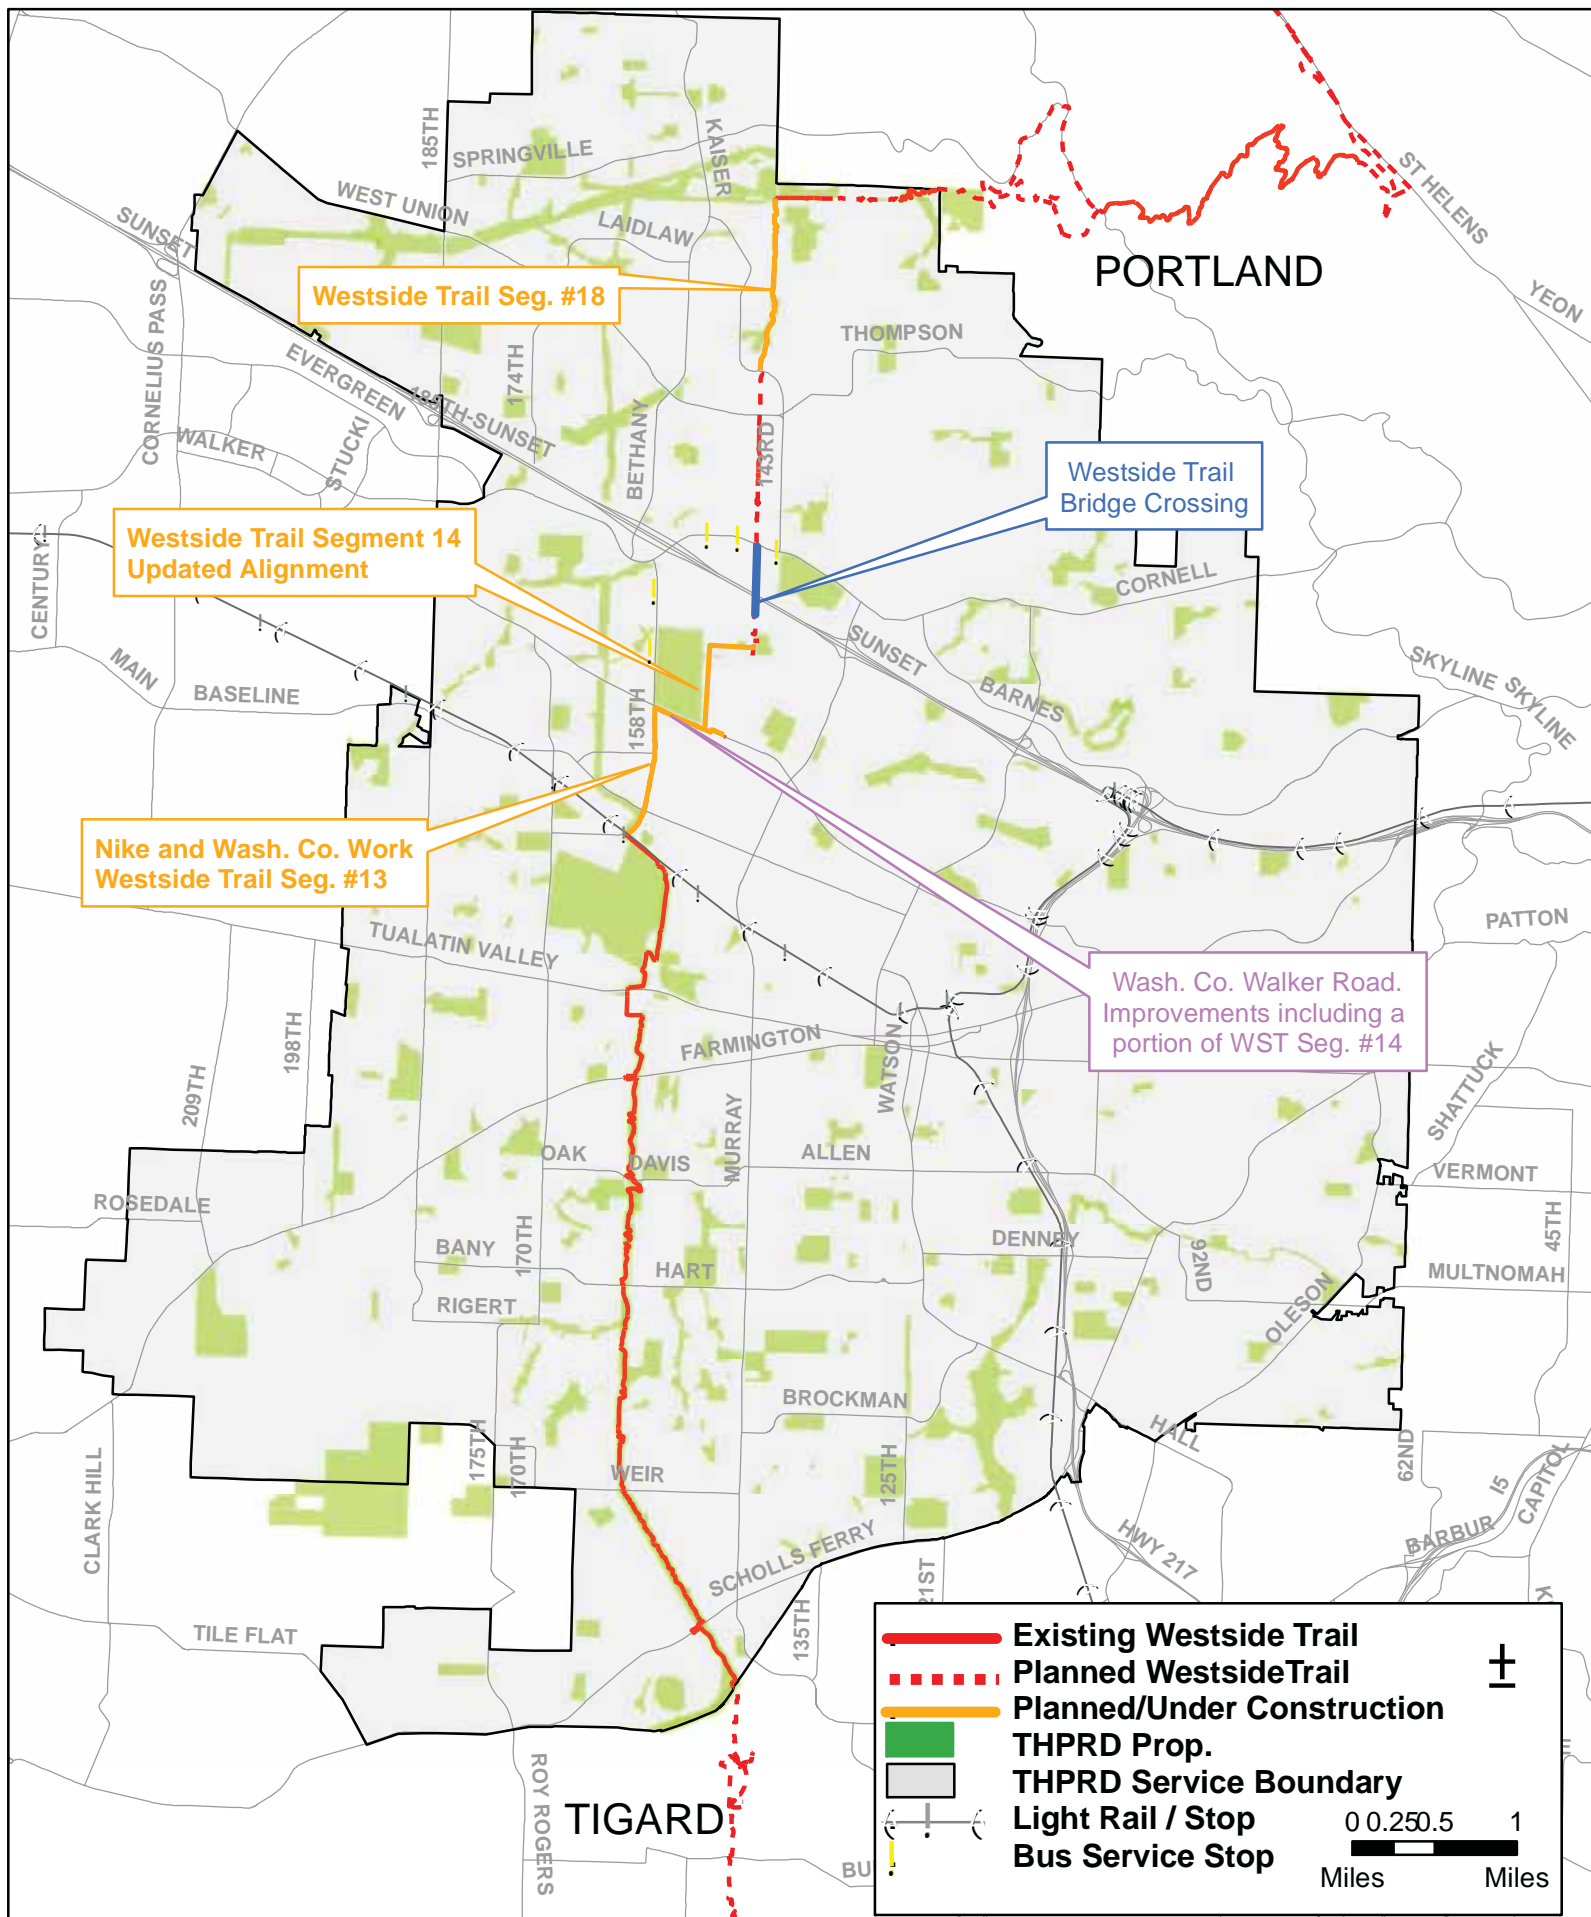 185TH
SPRINGVILLE
KAISER
WEST UNION
LAIDLAW
SUNSET
ST HELENS
PORTLAND
YEON
Westside Trail Seg. #18
CORNELIUS PASS
THOMPSON
EVERGREEN
174TH
185TH-SUNSET
WALKER
STUCKI
BETHANY
143RD
Westside Trail
Bridge Crossing
Westside Trail Segment 14
Updated Alignment
CENTURY
CORNELL
MAIN
BASELINE
SUNSET
BARNES
158TH
SKYLINE
SKYLINE
Nike and Wash. Co. Work
Westside Trail Seg. #13
TUALATIN VALLEY
PATTON
Wash. Co. Walker Road.
Improvements including a
portion of WST Seg. #14
198TH
209TH
FARMINGTON
WATSON
SHATTUCK
MURRAY
OAK
DAVIS
ALLEN
VERMONT
ROSEDALE
45TH
BANY
170TH
HART
DENNEY
92ND
MULTNOMAH
RIGERT
OLESON
BROCKMAN
HALL
175TH
170TH
WEIR
125TH
62ND
I5
CAPITOL
CLARK HILL
SCHOLLS FERRY
HWY 217
BARBUR
21ST
135TH
TILE FLAT
ROY ROGERS
TIGARD
BU
K
E
Existing Westside Trail
Planned WestsideTrail
Planned/Under Construction
THPRD Prop.
THPRD Service Boundary
Light Rail / Stop
Bus Service Stop
±
0 0.250.5 1
Miles Miles